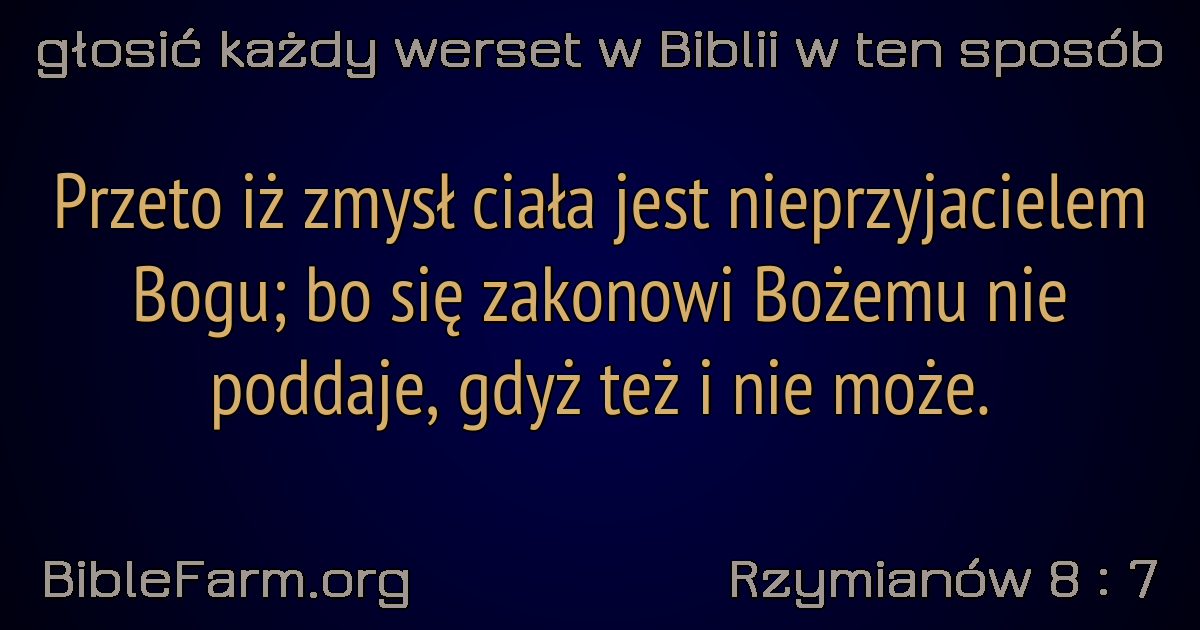 głosić każdy werset w Biblii w ten sposób
Przeto iż zmysł ciała jest nieprzyjacielem
Bogu; bo się zakonowi Bożemu nie
poddaje, gdyż też i nie może.
BibleFarm.org
Rzymianów 8 : 7